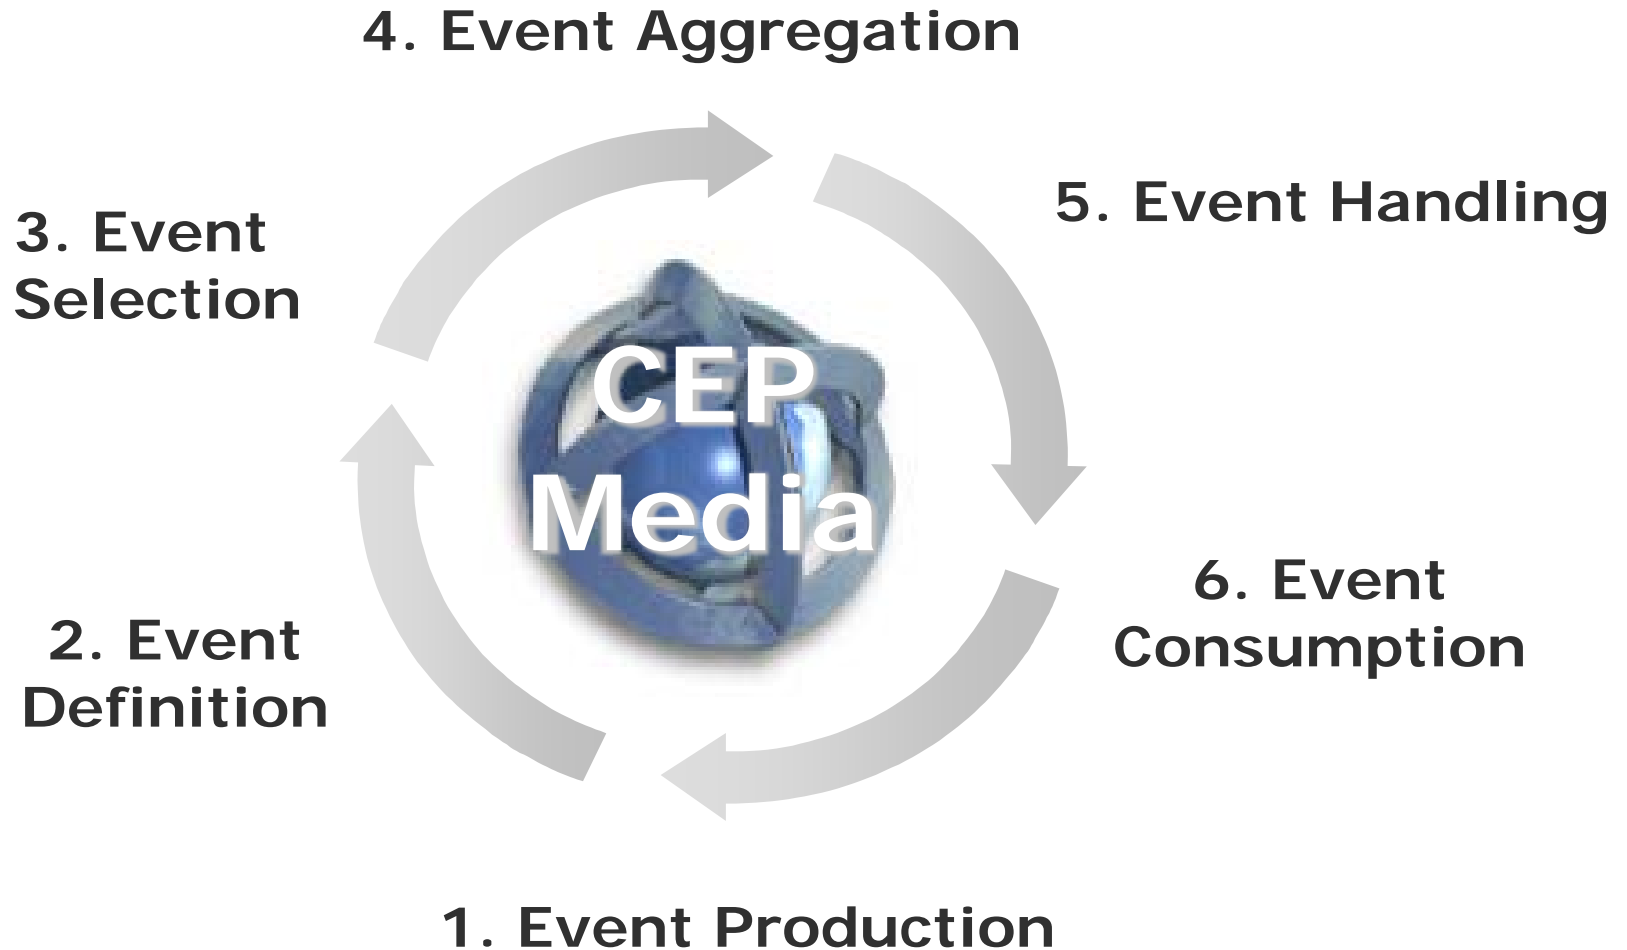 4. Event Aggregation
5. Event Handling
3. Event
Selection
CEP
Media
6. Event
Consumption
2. Event
Definition
1. Event Production